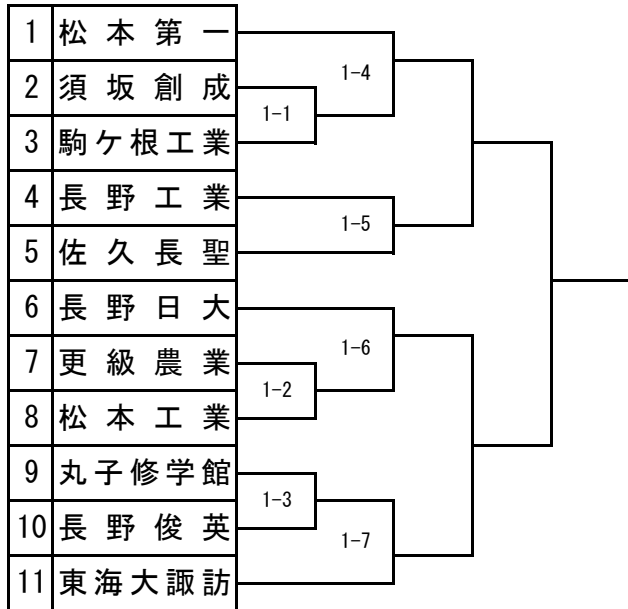 1 松本第一
2 須坂創成
3 駒ケ根工業
4 長野工業
5 佐久長聖
6 長野日大
7 更級農業
8 松本工業
9 丸子修学館
10 長野俊英
11 東海大諏訪
1-1
1-2
1-3
1-4
1-5
1-6
1-7